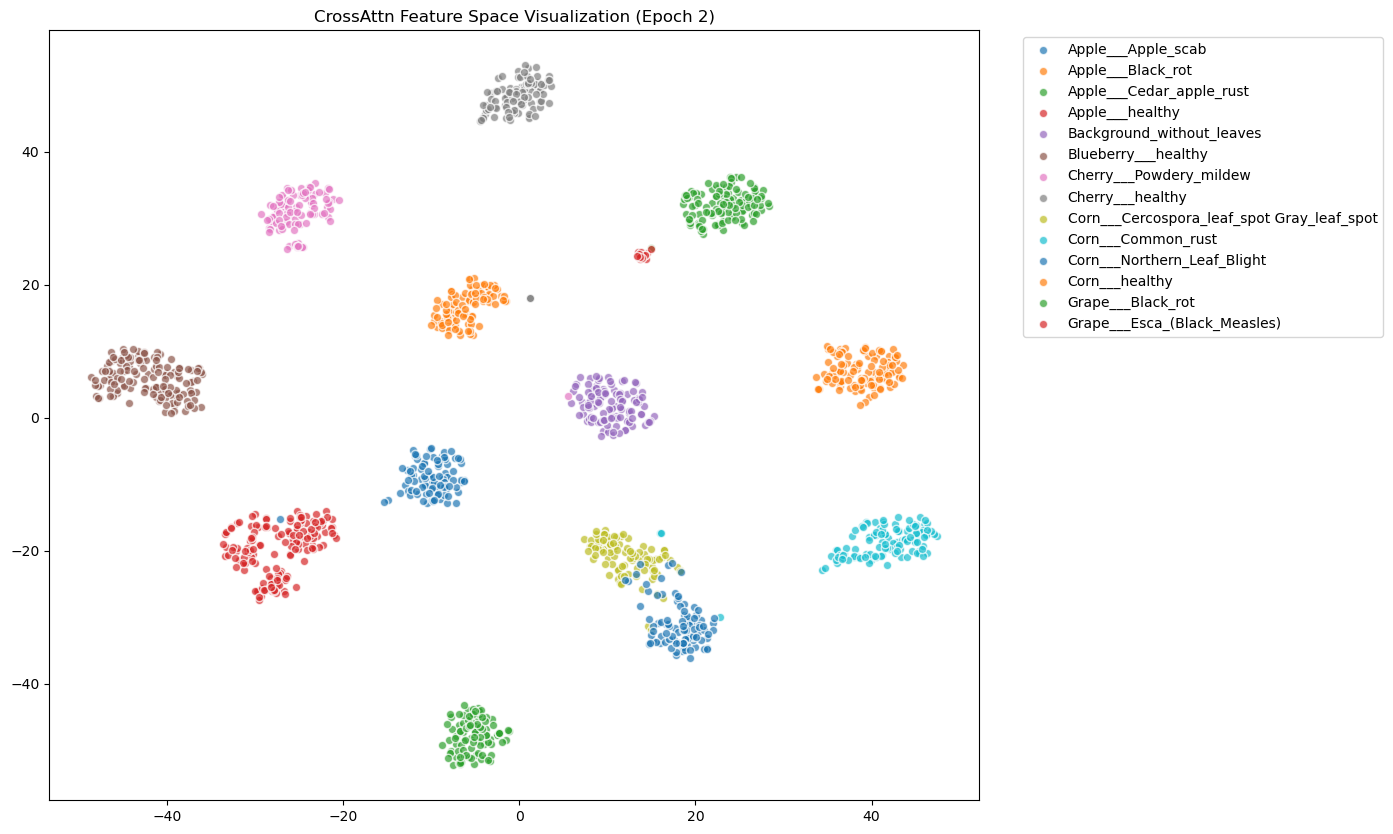 CrossAttn Feature Space Visualization (Epoch 2)
Apple___Apple_scab
Apple___Black_rot
Apple___Cedar_apple_rust
Apple___healthy
Background_without_leaves
Blueberry___healthy
Cherry___Powdery_mildew
Cherry___healthy
Corn___Cercospora_leaf_spot Gray_leaf_spot
Corn___Common_rust
Corn___Northern_Leaf_Blight
Corn___healthy
Grape___Black_rot
Grape___Esca_(Black_Measles)
40
20
0
−20
−40
−40 −20 0 20 40